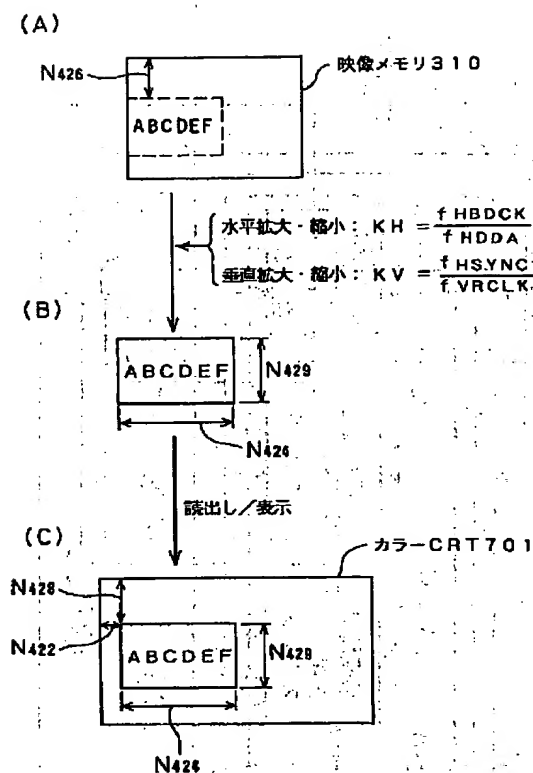 (A)
N426
映像メモリ310
ABCDEF
水平拡大・縮小: KH = fHBDCK / fHDDA
垂直拡大・縮小: KV = fHSYNC / fVRCLK
(B)
ABCDEF
N429
N426
読出し/表示
(C)
カラーCRT701
N428
N422
ABCDEF
N429
N424